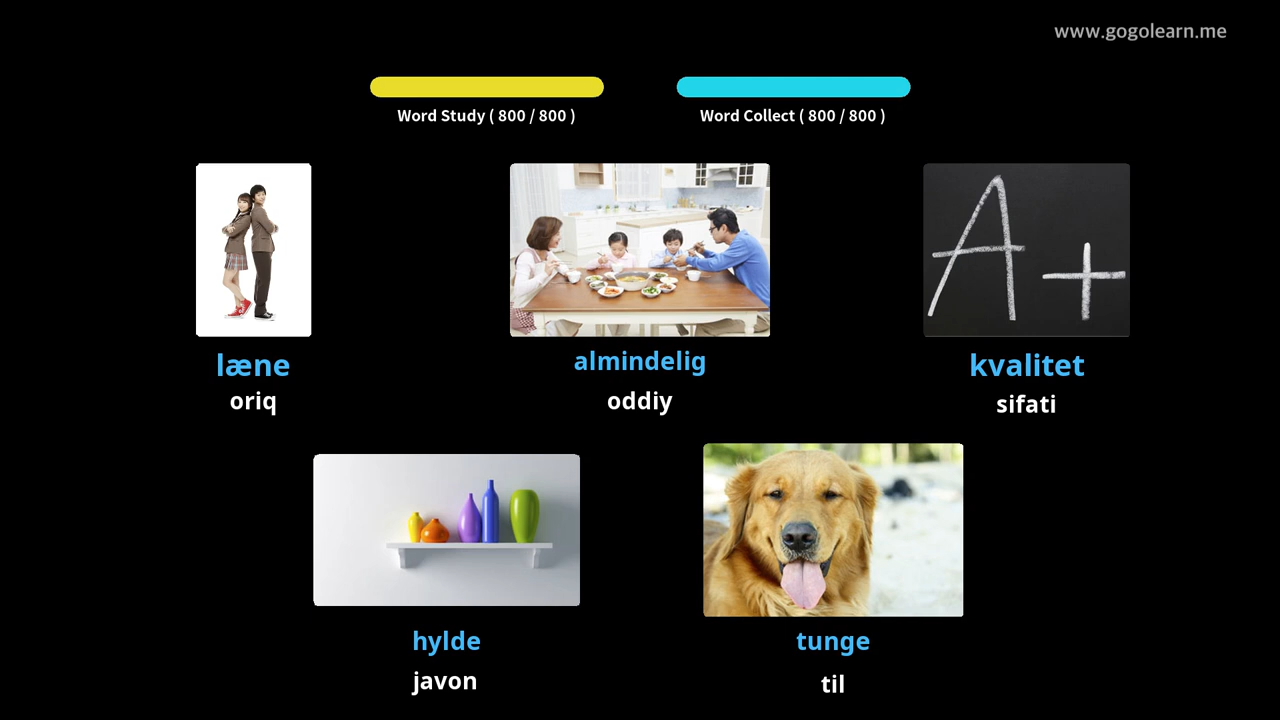 www.gogolearn.me
Word Study ( 800 / 800 )
Word Collect ( 800 / 800 )
A+
læne
oriq
almindelig
oddiy
kvalitet
sifati
hylde
javon
tunge
til